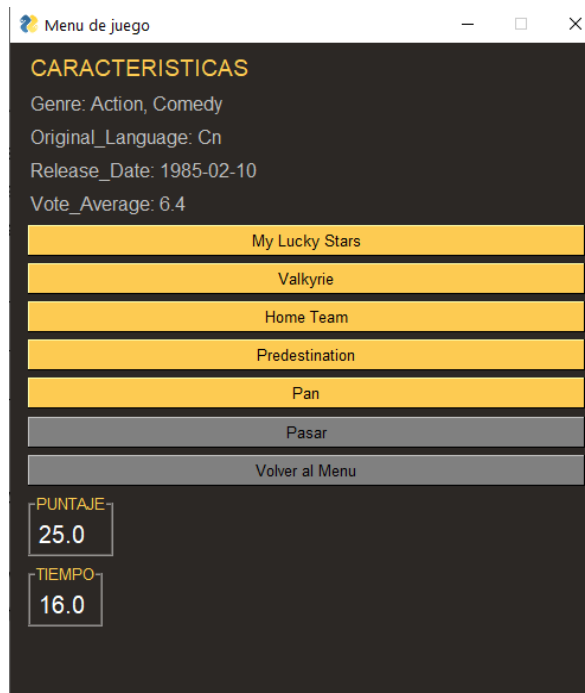 Menu de juego
CARACTERISTICAS
Genre: Action, Comedy
Original_Language: Cn
Release_Date: 1985-02-10
Vote_Average: 6.4
My Lucky Stars
Valkyrie
Home Team
Predestination
Pan
Pasar
Volver al Menu
PUNTAJE
25.0
TIEMPO
16.0